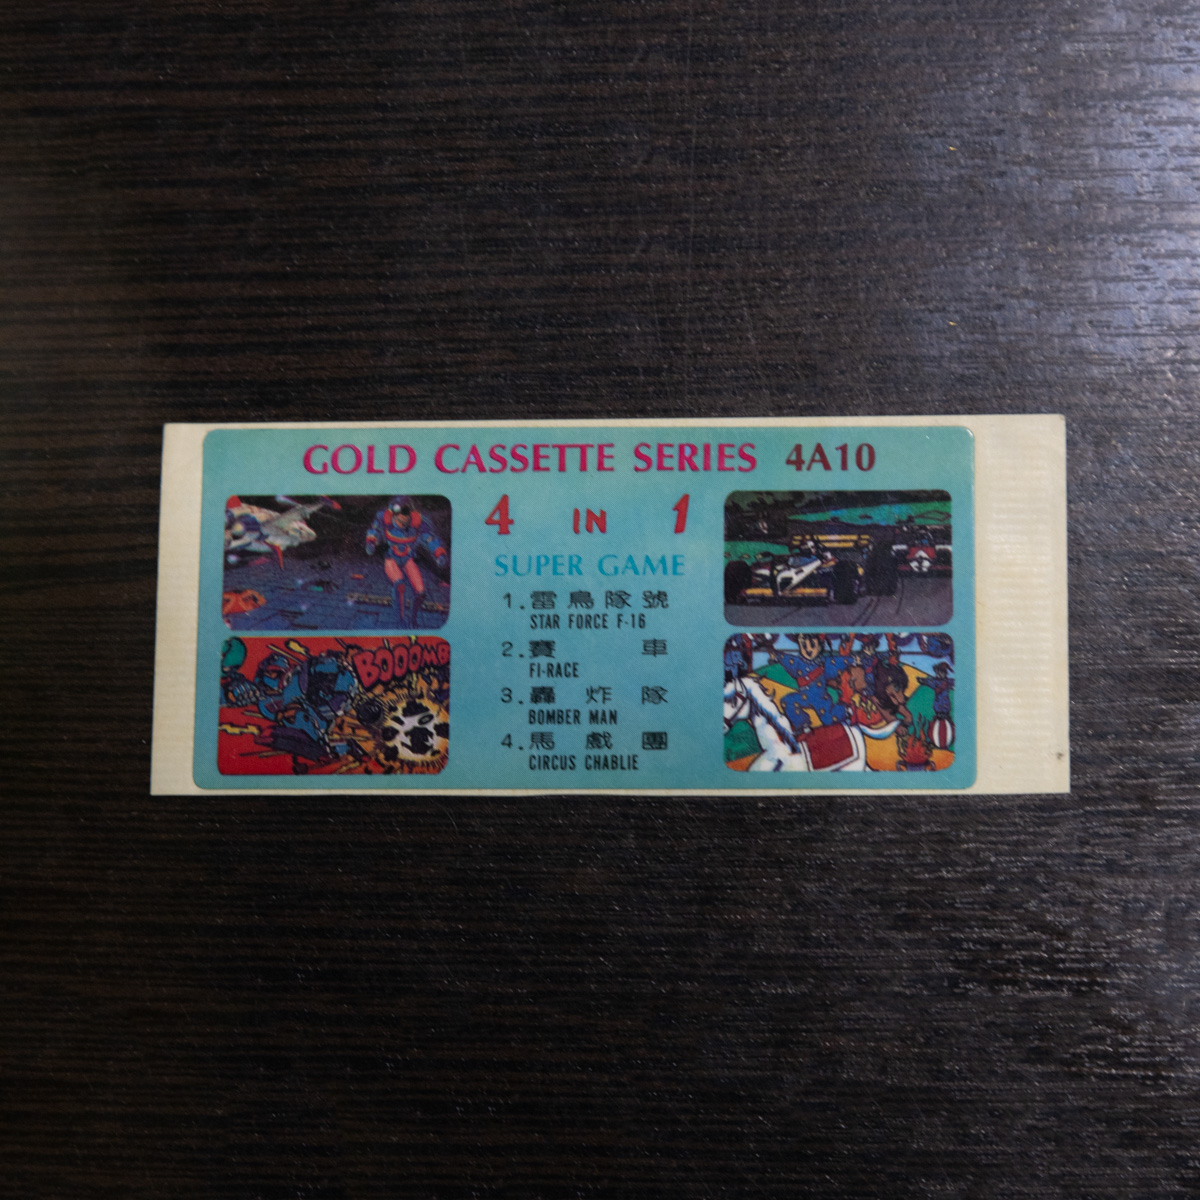 GOLD CASSETTE SERIES 4A10
4 IN 1
SUPER GAME
1.雷鳥隊號
STAR FORCE F-16
2.賽車
FI-RACE
3.轟炸隊
BOMBER MAN
4.馬戲團
CIRCUS CHABLIE
BOOOMB